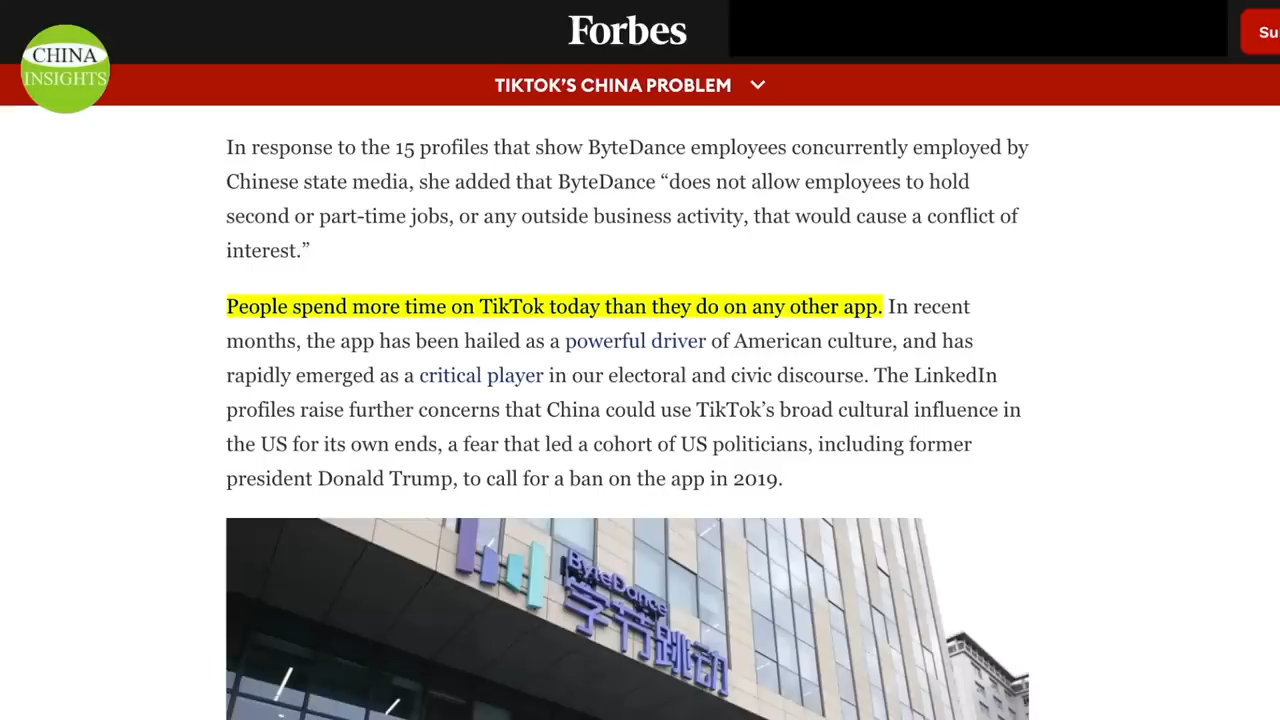 Forbes
Su
CHINA
INSIGHTS
TIKTOK'S CHINA PROBLEM
In response to the 15 profiles that show ByteDance employees concurrently employed by
Chinese state media, she added that ByteDance “does not allow employees to hold
second or part-time jobs, or any outside business activity, that would cause a conflict of
interest.”
People spend more time on TikTok today than they do on any other app. In recent
months, the app has been hailed as a powerful driver of American culture, and has
rapidly emerged as a critical player in our electoral and civic discourse. The LinkedIn
profiles raise further concerns that China could use TikTok’s broad cultural influence in
the US for its own ends, a fear that led a cohort of US politicians, including former
president Donald Trump, to call for a ban on the app in 2019.
ByteDance
字节跳动